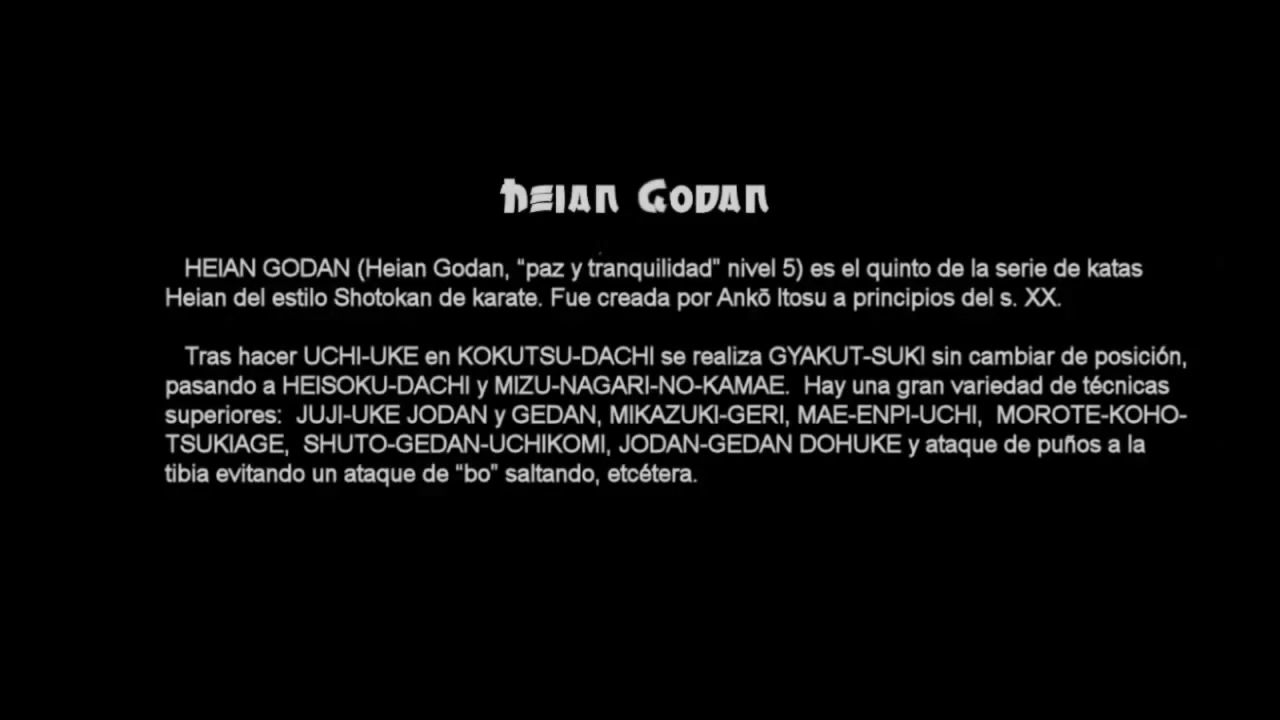 HEIAN GODAN
HEIAN GODAN (Heian Godan, “paz y tranquilidad” nivel 5) es el quinto de la serie de katas
Heian del estilo Shotokan de karate. Fue creada por Ankō Itosu a principios del s. XX.
Tras hacer UCHI-UKE en KOKUTSU-DACHI se realiza GYAKUT-SUKI sin cambiar de posición,
pasando a HEISOKU-DACHI y MIZU-NAGARI-NO-KAMAE. Hay una gran variedad de técnicas
superiores: JUJI-UKE JODAN y GEDAN, MIKAZUKI-GERI, MAE-ENPI-UCHI, MOROTE-KOHO-
TSUKIAGE, SHUTO-GEDAN-UCHIKOMI, JODAN-GEDAN DOHUKE y ataque de puños a la
tibia evitando un ataque de “bo” saltando, etcétera.